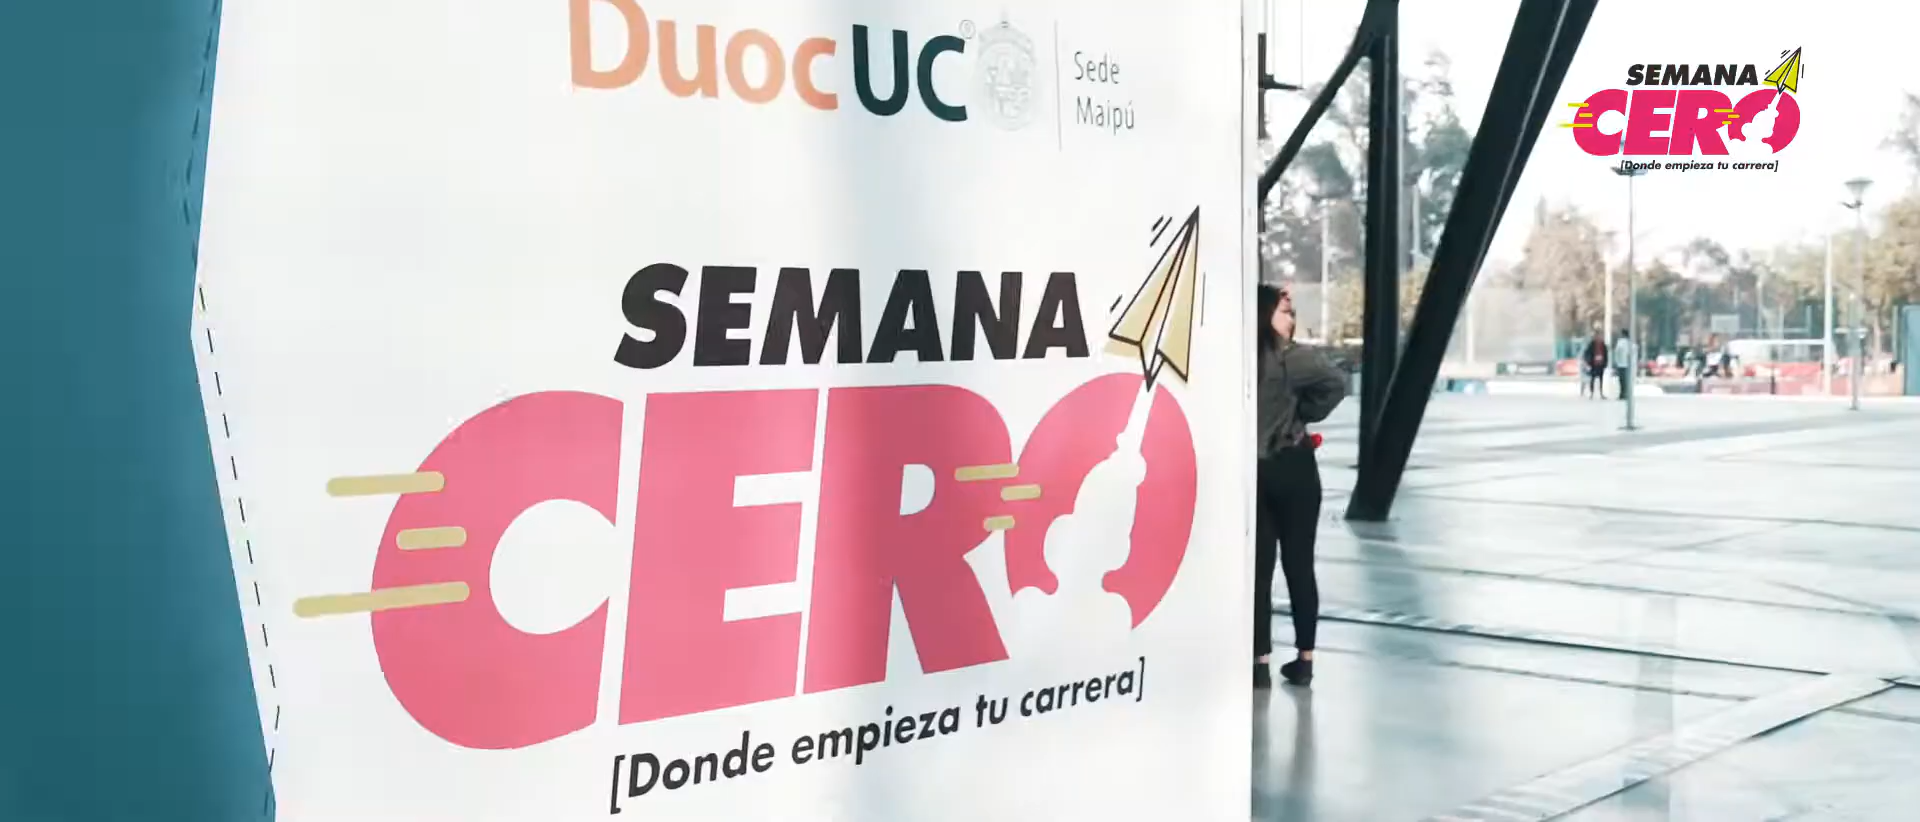 Duoc UC®
Sede
Maipú
SEMANA
CERO
[Donde empieza tu carrera]
SEMANA
CERO
[Donde empieza tu carrera]